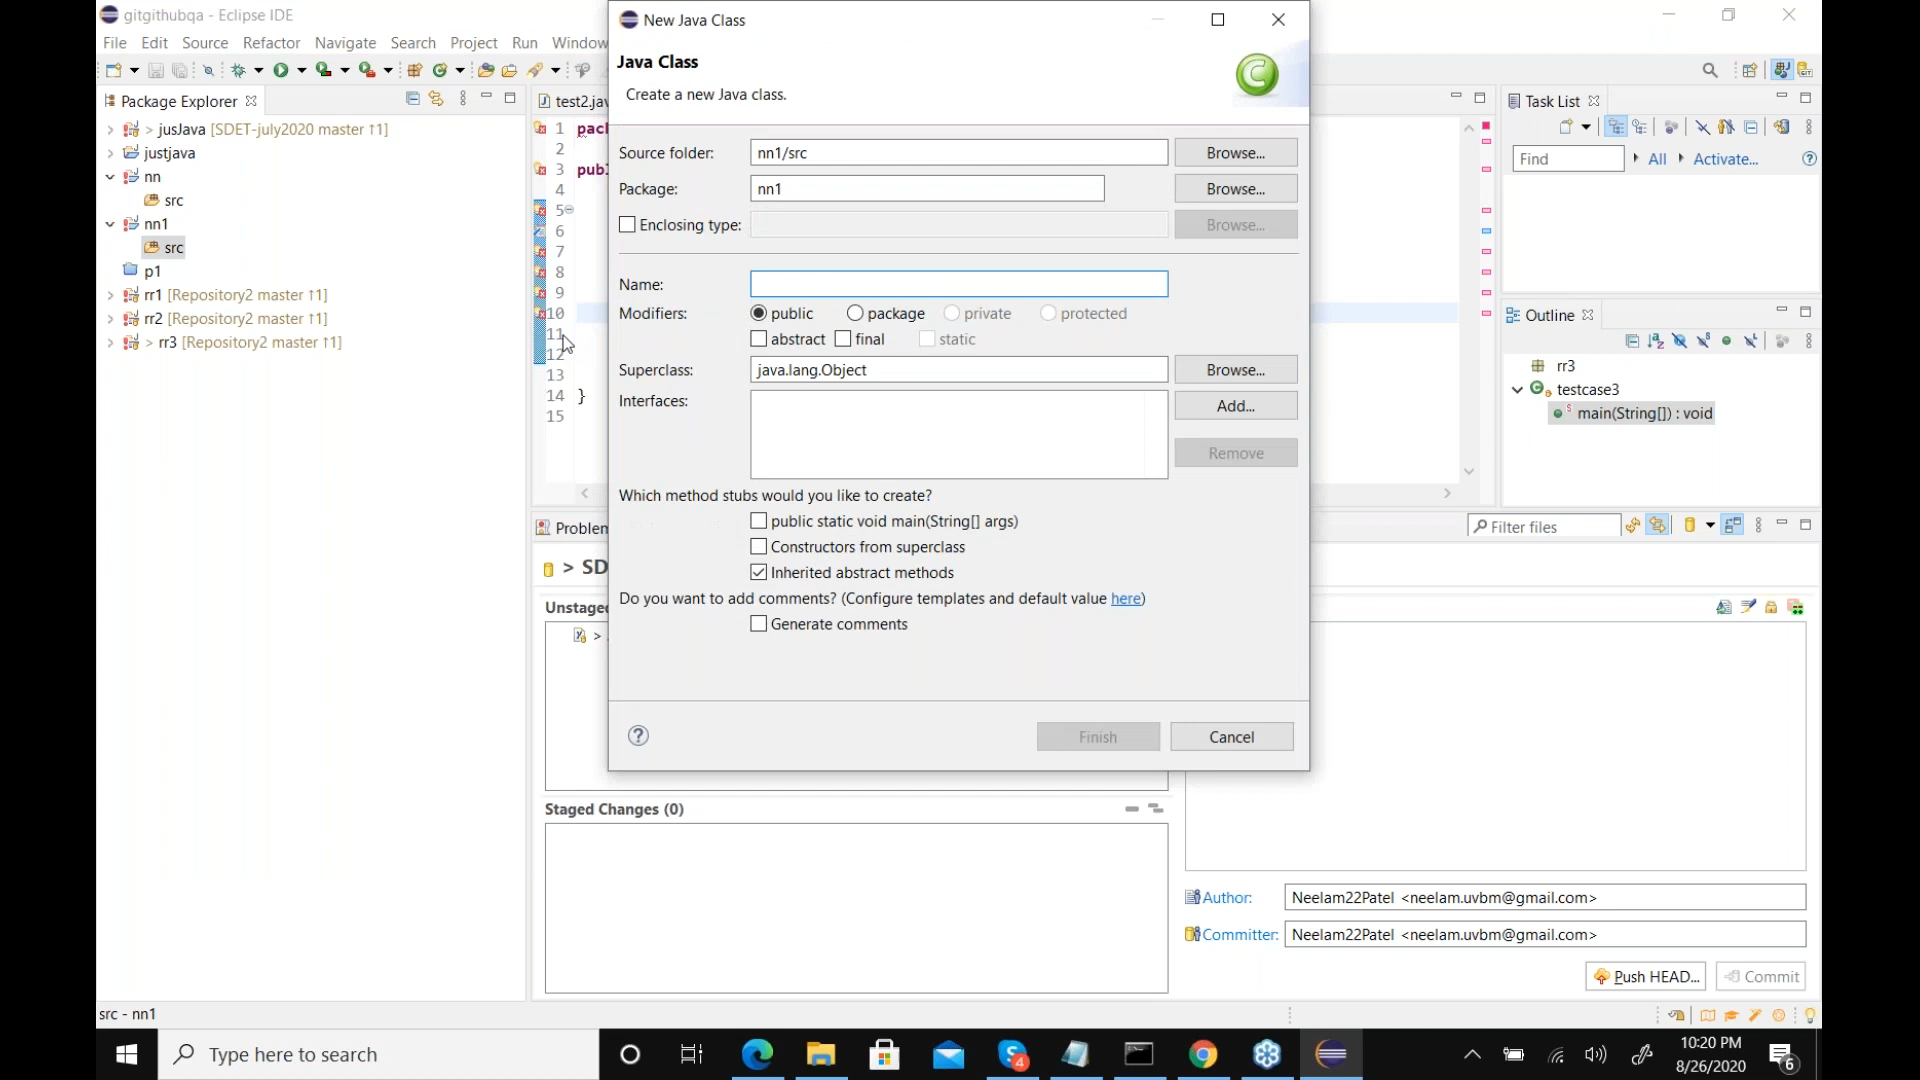 gitgithubqa - Eclipse IDE
File Edit Source Refactor Navigate Search Project Run Window
Package Explorer
> jusJava [SDET-july2020 master ↑1]
justjava
nn
src
nn1
src
p1
rr1 [Repository2 master ↑1]
rr2 [Repository2 master ↑1]
> rr3 [Repository2 master ↑1]
test2.jav
1 pack
2
3 publ
4
5
6
7
8
9
10
11
12
13
14 }
15
New Java Class
Java Class
Create a new Java class.
Source folder: nn1/src Browse...
Package: nn1 Browse...
Enclosing type: Browse...
Name:
Modifiers: public package private protected
abstract final static
Superclass: java.lang.Object Browse...
Interfaces: Add...
Remove
Which method stubs would you like to create?
public static void main(String[] args)
Constructors from superclass
Inherited abstract methods
Do you want to add comments? (Configure templates and default value here)
Generate comments
Finish Cancel
Task List
Find All Activate...
Outline
rr3
testcase3
main(String[]) : void
Problem
Filter files
> SD
Unstaged
>
Staged Changes (0)
Author: Neelam22Patel <neelam.uvbm@gmail.com>
Committer: Neelam22Patel <neelam.uvbm@gmail.com>
Push HEAD... Commit
src - nn1
Type here to search
4
10:20 PM
8/26/2020
6